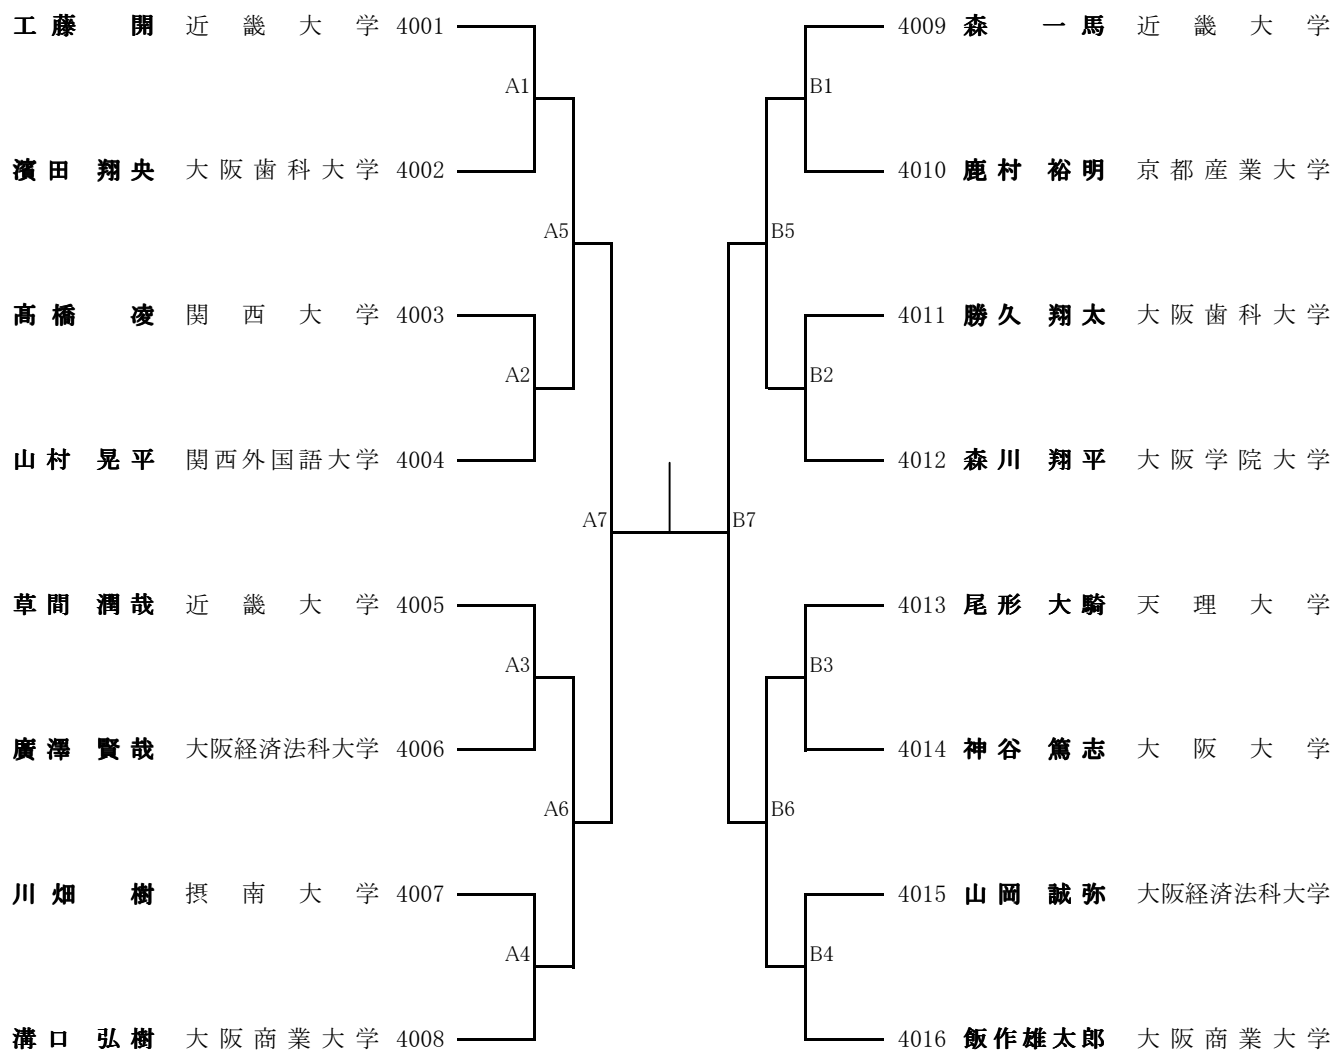 工藤 開 近畿大学 4001
4009 森 一馬 近畿大学
A1
B1
濱田 翔央 大阪歯科大学 4002
4010 鹿村 裕明 京都産業大学
A5
B5
髙橋 凌 関西大学 4003
4011 勝久 翔太 大阪歯科大学
A2
B2
山村 晃平 関西外国語大学 4004
4012 森川 翔平 大阪学院大学
A7
B7
草間 潤哉 近畿大学 4005
4013 尾形 大騎 天理大学
A3
B3
廣澤 賢哉 大阪経済法科大学 4006
4014 神谷 篤志 大阪大学
A6
B6
川畑 樹 摂南大学 4007
4015 山岡 誠弥 大阪経済法科大学
A4
B4
溝口 弘樹 大阪商業大学 4008
4016 飯作雄太郎 大阪商業大学